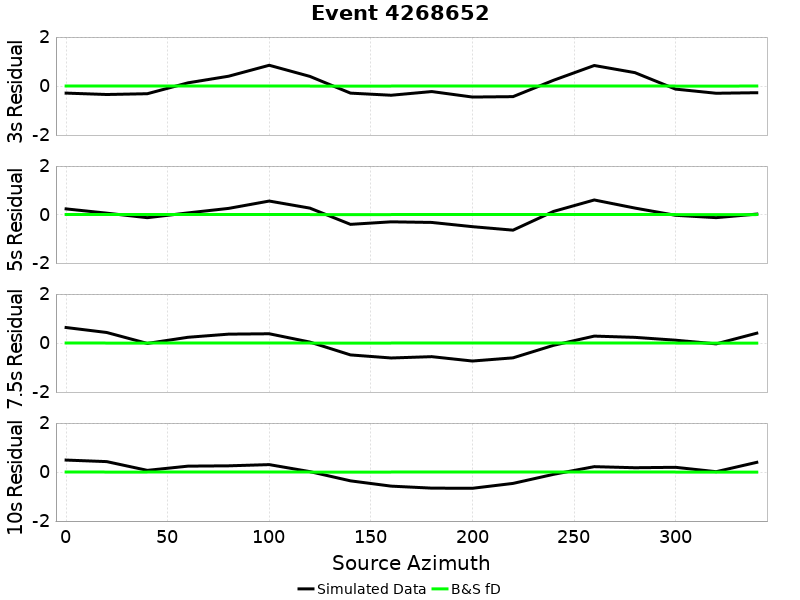 Event 4268652
2
0
-2
3s Residual
2
0
-2
5s Residual
2
0
-2
7.5s Residual
2
0
-2
10s Residual
0 50 100 150 200 250 300
Source Azimuth
Simulated Data B&S fD